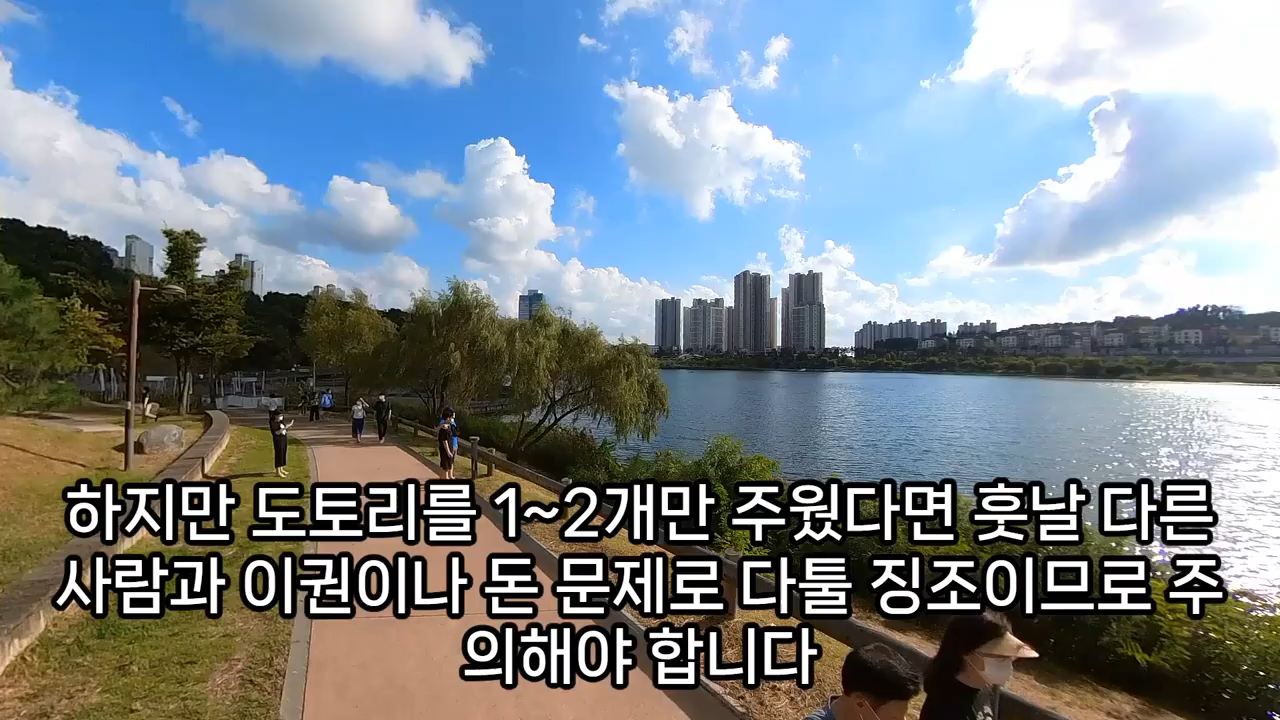 하지만 도토리를 1~2개만 주웠다면 훗날 다른
사람과 이권이나 돈 문제로 다툴 징조이므로 주
의해야 합니다